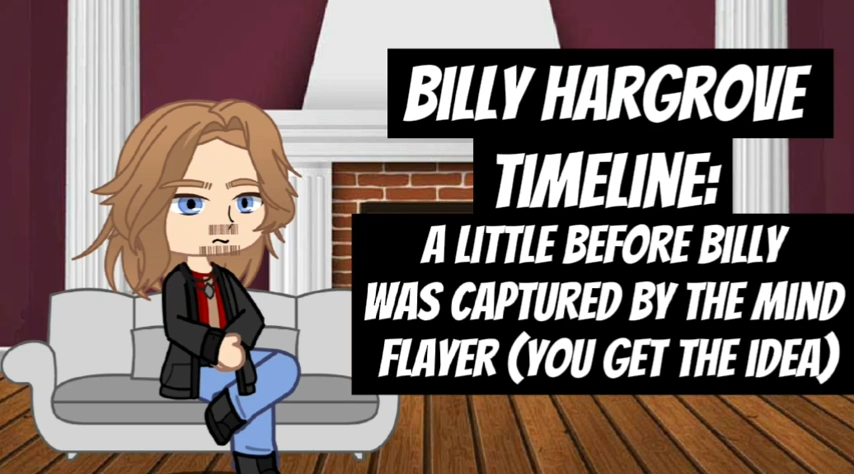 BILLY HARGROVE
TIMELINE:
A LITTLE BEFORE BILLY
WAS CAPTURED BY THE MIND
FLAYER (YOU GET THE IDEA)